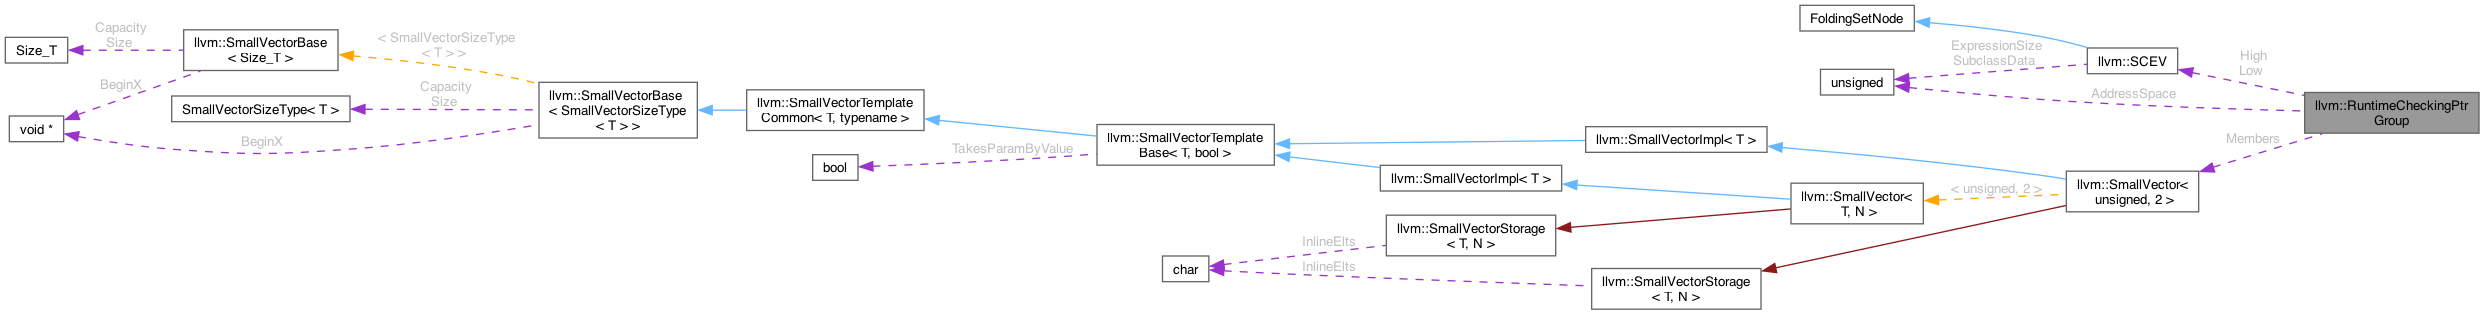 Size_T
Capacity
Size
llvm::SmallVectorBase
< Size_T >
BeginX
void *
SmallVectorSizeType< T >
< SmallVectorSizeType
< T > >
Capacity
Size
BeginX
llvm::SmallVectorBase
< SmallVectorSizeType
< T > >
llvm::SmallVectorTemplate
Common< T, typename >
bool
TakesParamByValue
llvm::SmallVectorTemplate
Base< T, bool >
char
InlineElts
InlineElts
llvm::SmallVectorImpl< T >
llvm::SmallVectorImpl< T >
llvm::SmallVectorStorage
< T, N >
llvm::SmallVectorStorage
< T, N >
FoldingSetNode
unsigned
ExpressionSize
SubclassData
AddressSpace
llvm::SCEV
llvm::SmallVector<
T, N >
< unsigned, 2 >
llvm::SmallVector<
unsigned, 2 >
High
Low
Members
llvm::RuntimeCheckingPtr
Group